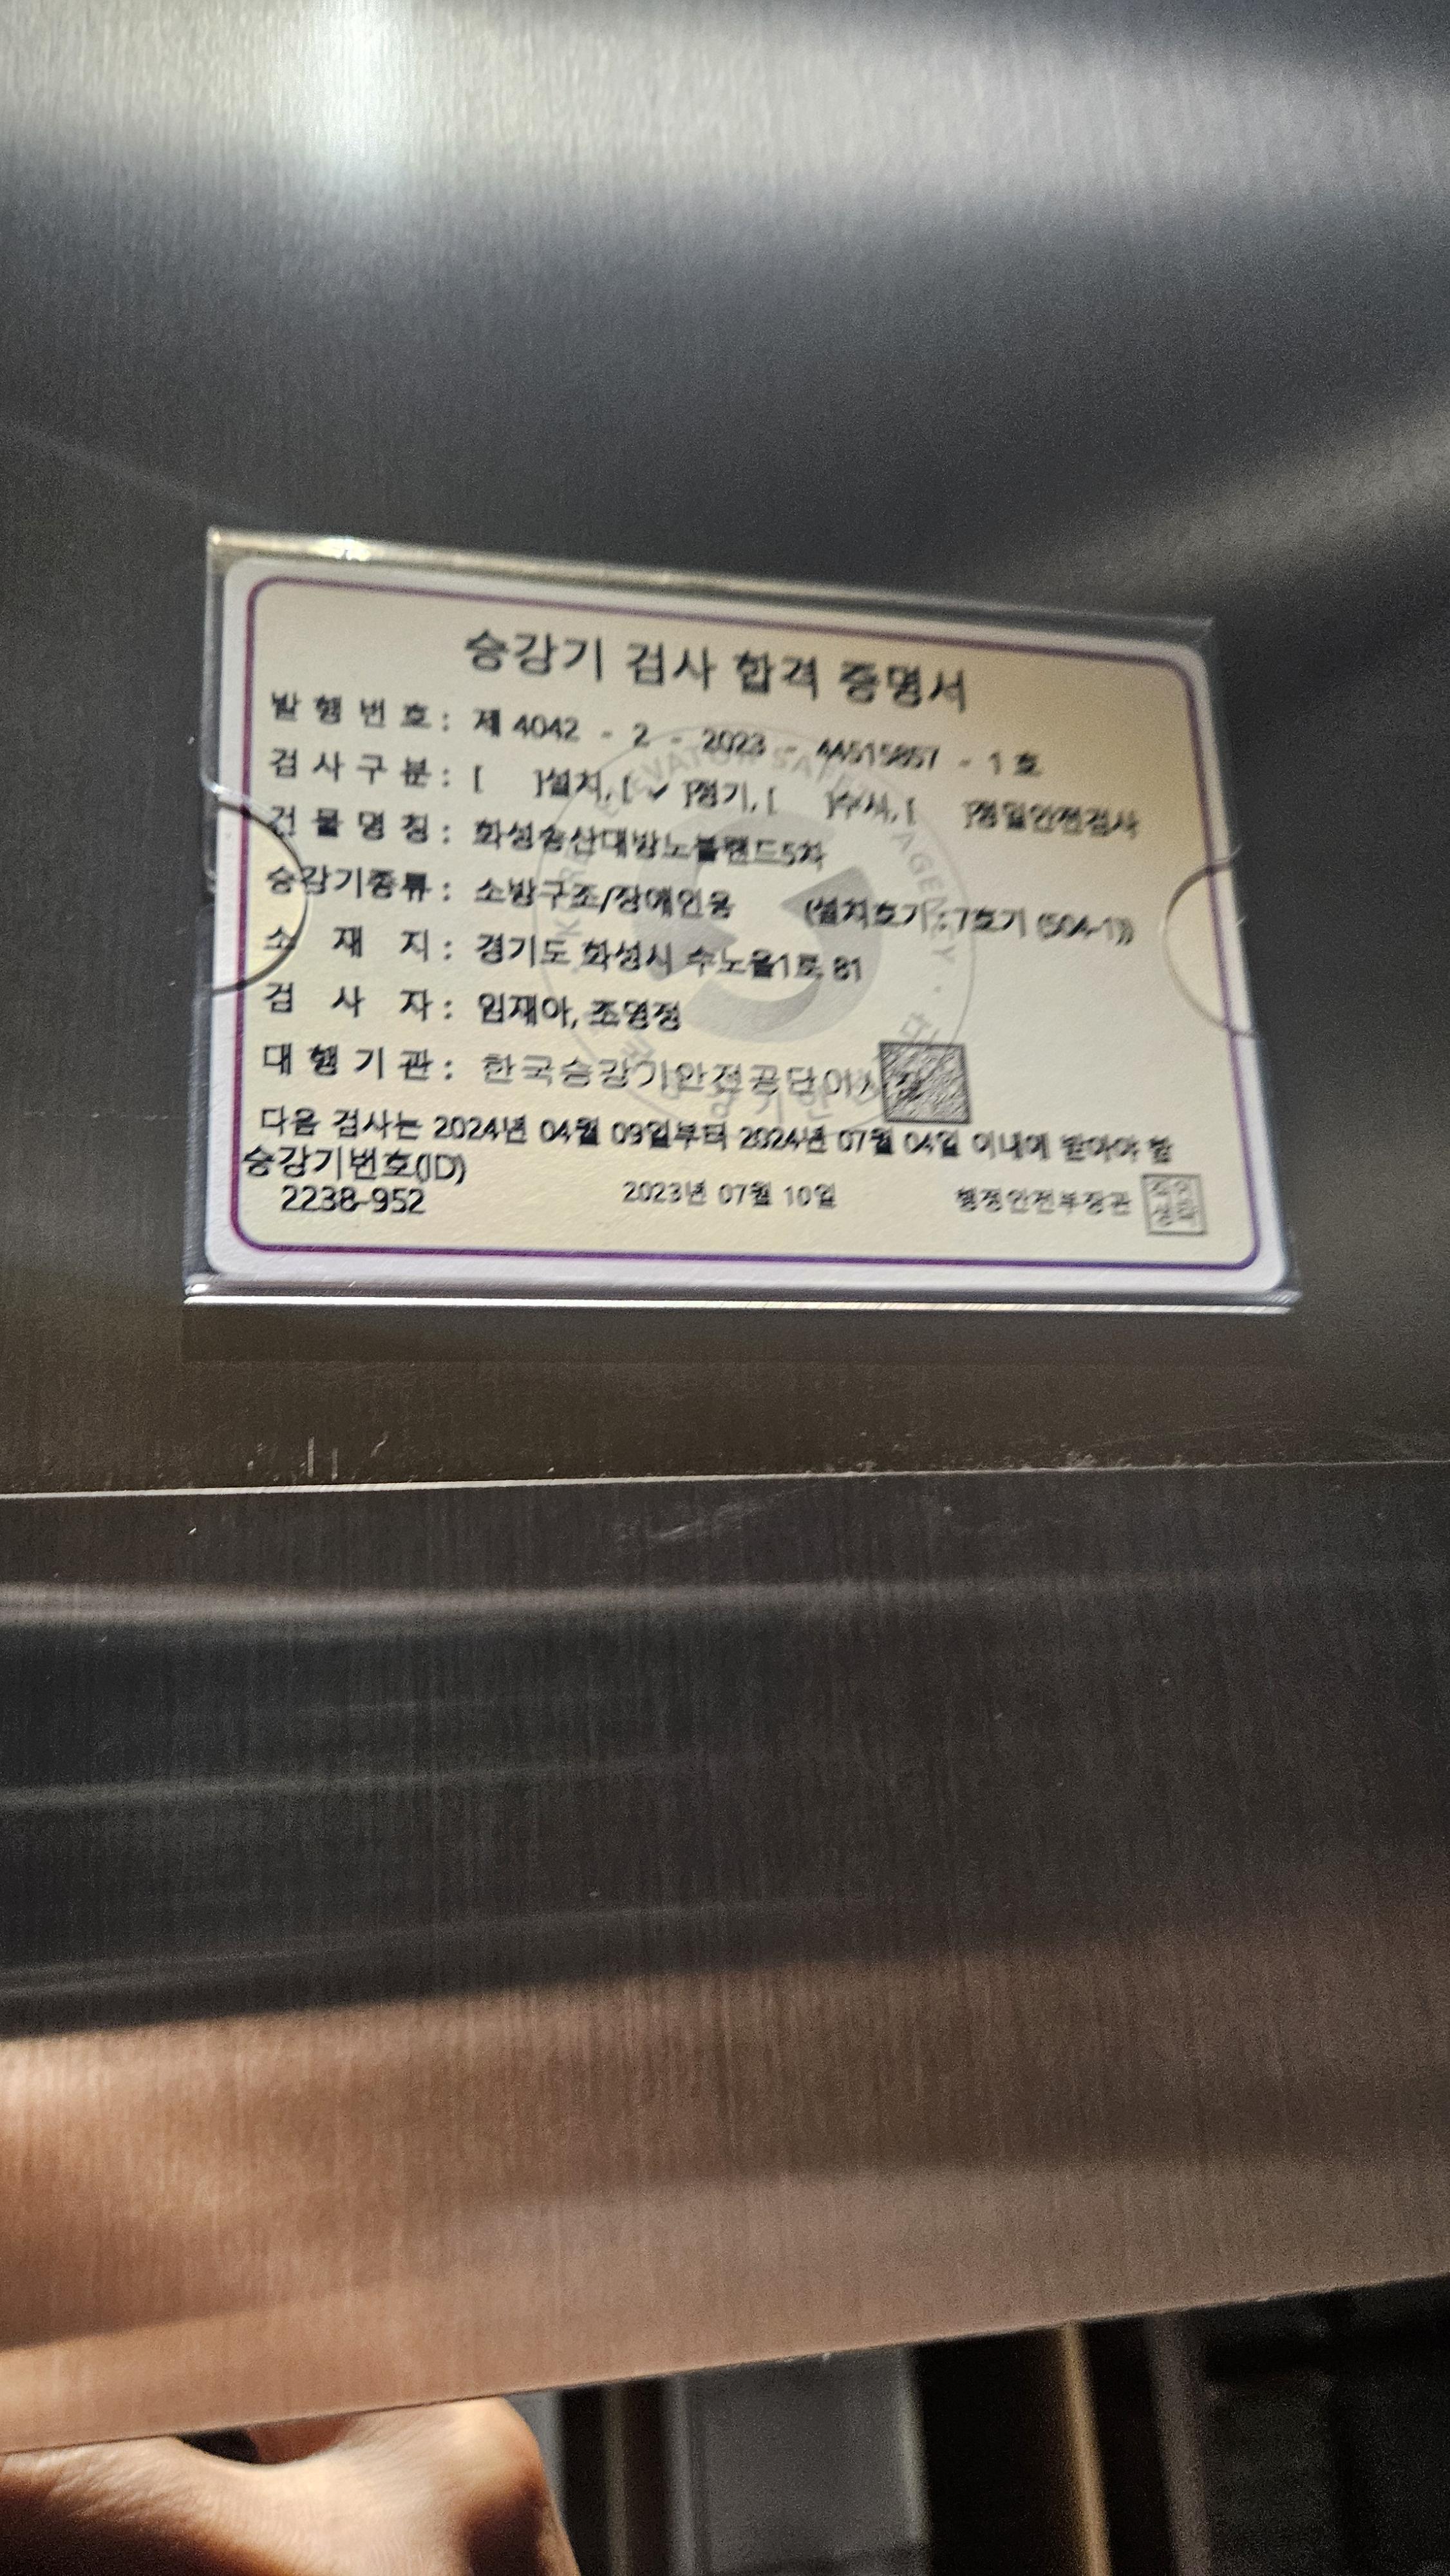 승강기 검사 합격 증명서
발 행 번 호 : 제 4042 - 2 - 2023 - 4A515857 - 1 호
검 사 구 분 : [ ]설치, [ ✓ ]정기, [ ]수시, [ ]정밀안전검사
건 물 명 칭 : 화성송산대방노블랜드5차
승강기종류 : 소방구조/장애인용 (설치호기 : 7호기 (504-1))
소 재 지 : 경기도 화성시 수노을1로 81
검 사 자 : 임재아, 조영정
대 행 기 관 : 한국승강기안전공단이사장
다음 검사는 2024년 04월 09일부터 2024년 07월 04일 이내에 받아야 함
승강기번호(ID)
2238-952
2023년 07월 10일 행정안전부장관